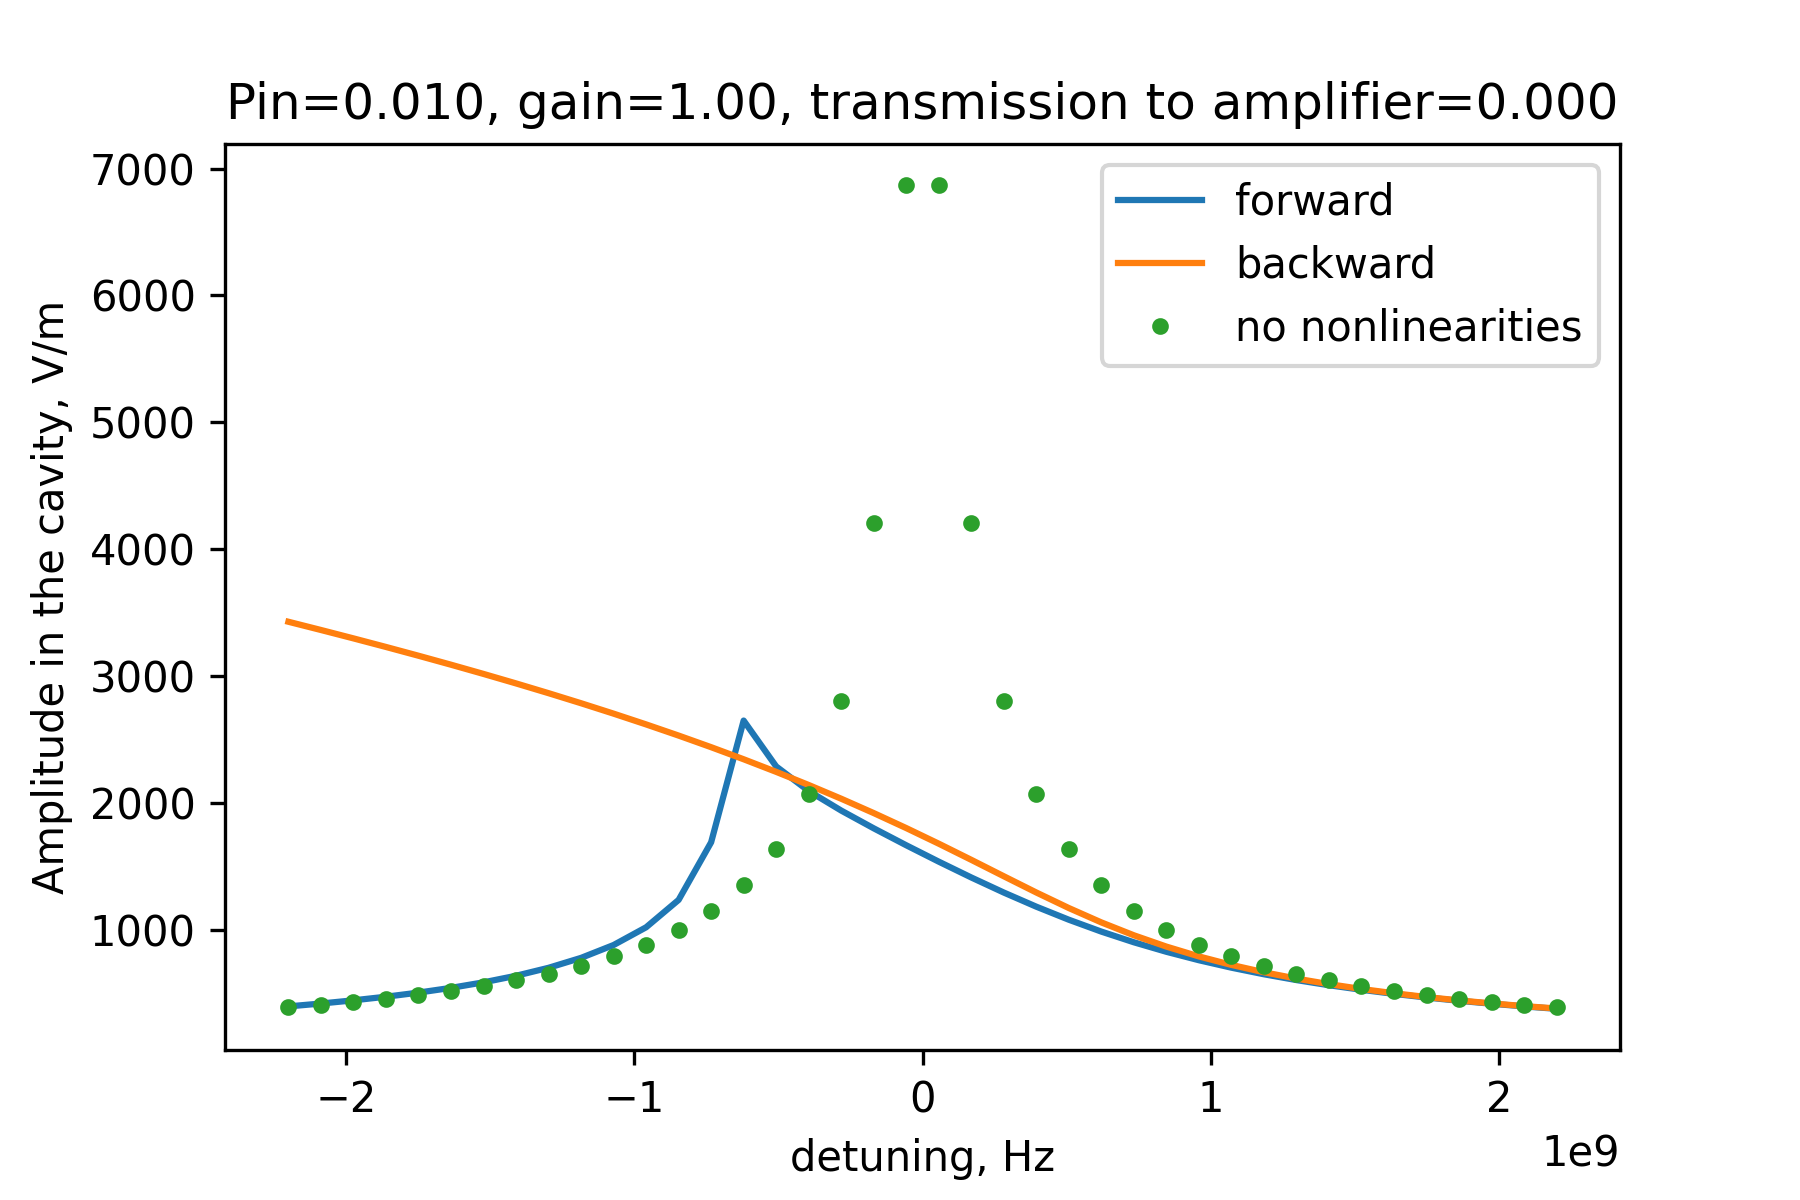 Pin=0.010, gain=1.00, transmission to amplifier=0.000
7000
6000
5000
4000
3000
2000
1000
Amplitude in the cavity, V/m
forward
backward
no nonlinearities
−2
−1
0
1
2
1e9
detuning, Hz